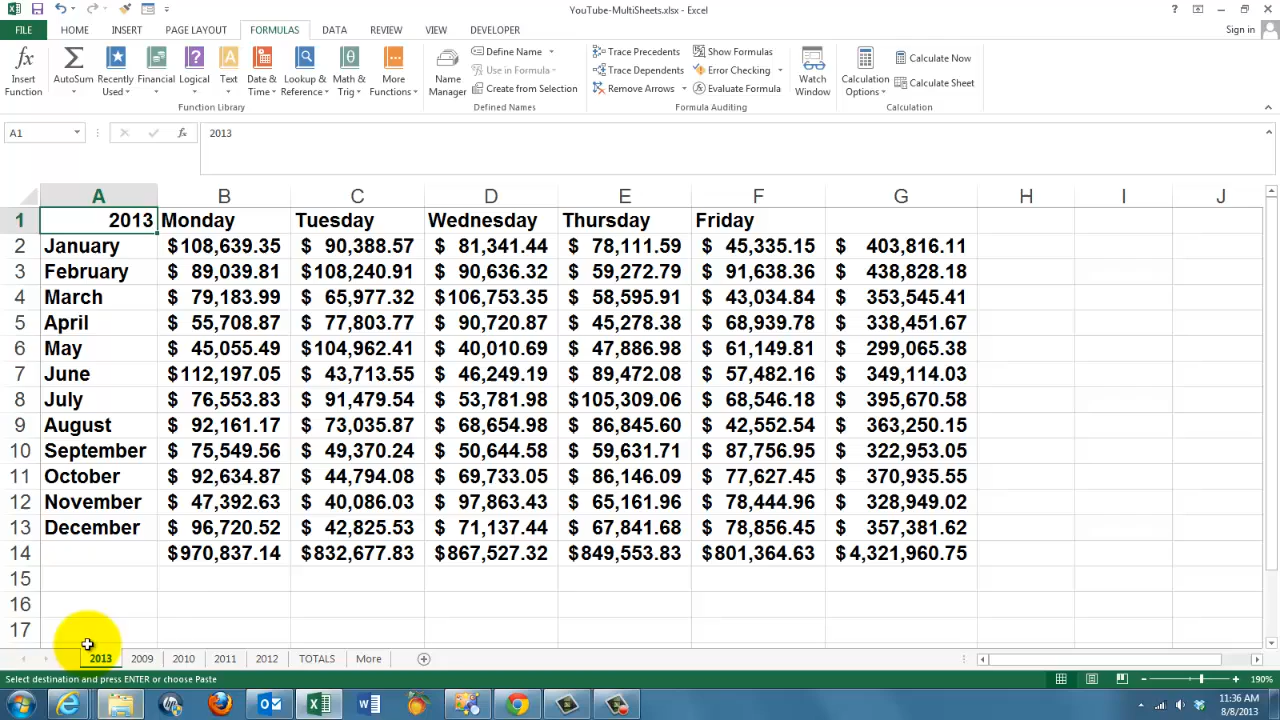 YouTube-MultiSheets.xlsx - Excel
FILE HOME INSERT PAGE LAYOUT FORMULAS DATA REVIEW VIEW DEVELOPER Sign in
Insert Function
AutoSum
Recently Used
Financial
Logical
Text
Date & Time
Lookup & Reference
Math & Trig
More Functions
Function Library
Name Manager
Define Name
Use in Formula
Create from Selection
Defined Names
Trace Precedents
Trace Dependents
Remove Arrows
Show Formulas
Error Checking
Evaluate Formula
Formula Auditing
Watch Window
Calculation Options
Calculate Now
Calculate Sheet
Calculation
A1 fx 2013
A B C D E F G H I J
1 2013 Monday Tuesday Wednesday Thursday Friday
2 January $108,639.35 $ 90,388.57 $ 81,341.44 $ 78,111.59 $ 45,335.15 $ 403,816.11
3 February $ 89,039.81 $108,240.91 $ 90,636.32 $ 59,272.79 $ 91,638.36 $ 438,828.18
4 March $ 79,183.99 $ 65,977.32 $106,753.35 $ 58,595.91 $ 43,034.84 $ 353,545.41
5 April $ 55,708.87 $ 77,803.77 $ 90,720.87 $ 45,278.38 $ 68,939.78 $ 338,451.67
6 May $ 45,055.49 $104,962.41 $ 40,010.69 $ 47,886.98 $ 61,149.81 $ 299,065.38
7 June $112,197.05 $ 43,713.55 $ 46,249.19 $ 89,472.08 $ 57,482.16 $ 349,114.03
8 July $ 76,553.83 $ 91,479.54 $ 53,781.98 $105,309.06 $ 68,546.18 $ 395,670.58
9 August $ 92,161.17 $ 73,035.87 $ 68,654.98 $ 86,845.60 $ 42,552.54 $ 363,250.15
10 September $ 75,549.56 $ 49,370.24 $ 50,644.58 $ 59,631.71 $ 87,756.95 $ 322,953.05
11 October $ 92,634.87 $ 44,794.08 $ 69,733.05 $ 86,146.09 $ 77,627.45 $ 370,935.55
12 November $ 47,392.63 $ 40,086.03 $ 97,863.43 $ 65,161.96 $ 78,444.96 $ 328,949.02
13 December $ 96,720.52 $ 42,825.53 $ 71,137.44 $ 67,841.68 $ 78,856.45 $ 357,381.62
14 $970,837.14 $832,677.83 $867,527.32 $849,553.83 $801,364.63 $4,321,960.75
15
16
17
2013 2009 2010 2011 2012 TOTALS More
Select destination and press ENTER or choose Paste 190%
11:36 AM
8/8/2013